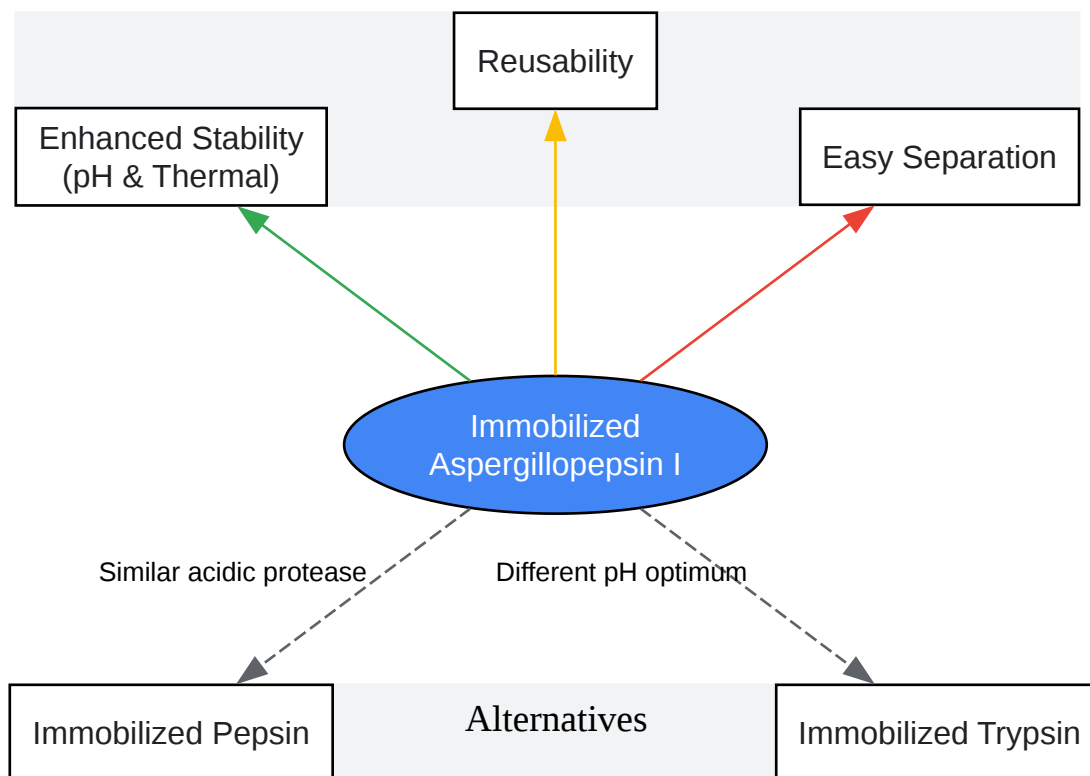 Reusability
Enhanced Stability
(pH & Thermal)
Easy Separation
Immobilized
Aspergillopepsin I
Similar acidic protease
Different pH optimum
Immobilized Pepsin
Alternatives
Immobilized Trypsin